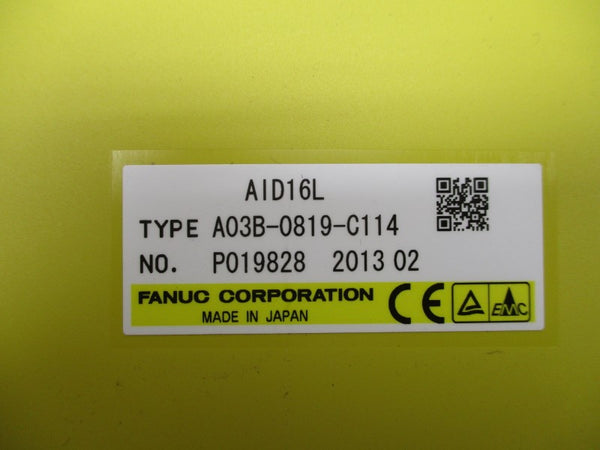 AID16L
TYPE A03B-0819-C114
NO. P019828 2013 02
FANUC CORPORATION
MADE IN JAPAN
CE
EMC